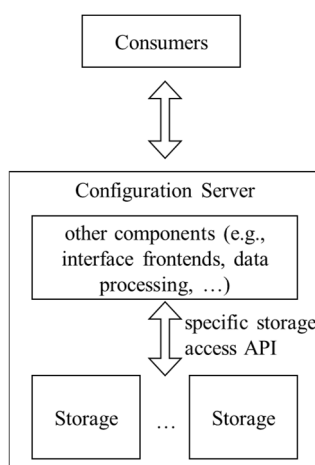 Consumers
Configuration Server
other components (e.g.,
interface frontends, data
processing, …)
specific storage
access API
Storage … Storage